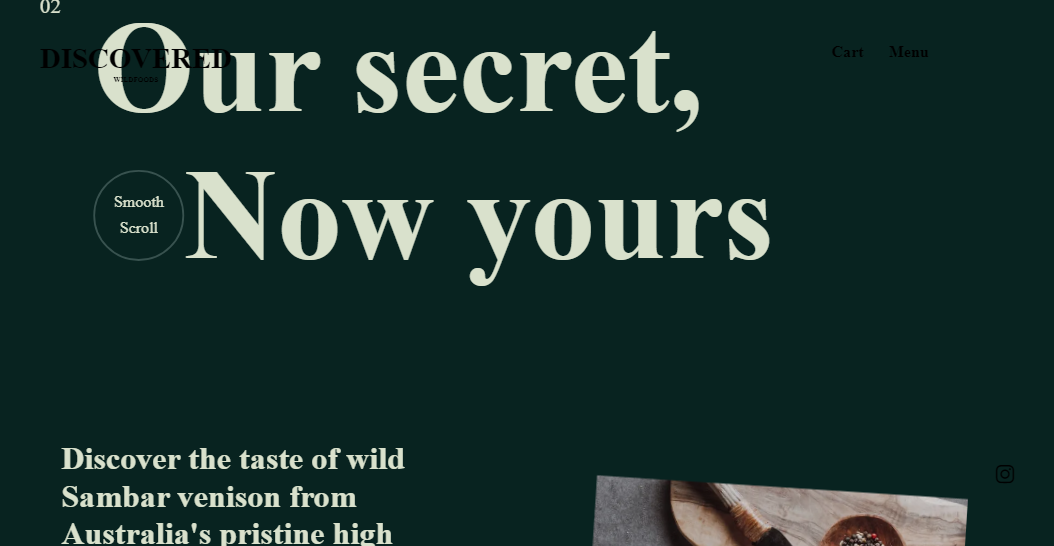 02
Our secret,
DISCOVERED
Cart Menu
Now yours
Smooth
Scroll
Discover the taste of wild
Sambar venison from
Australia's pristine high